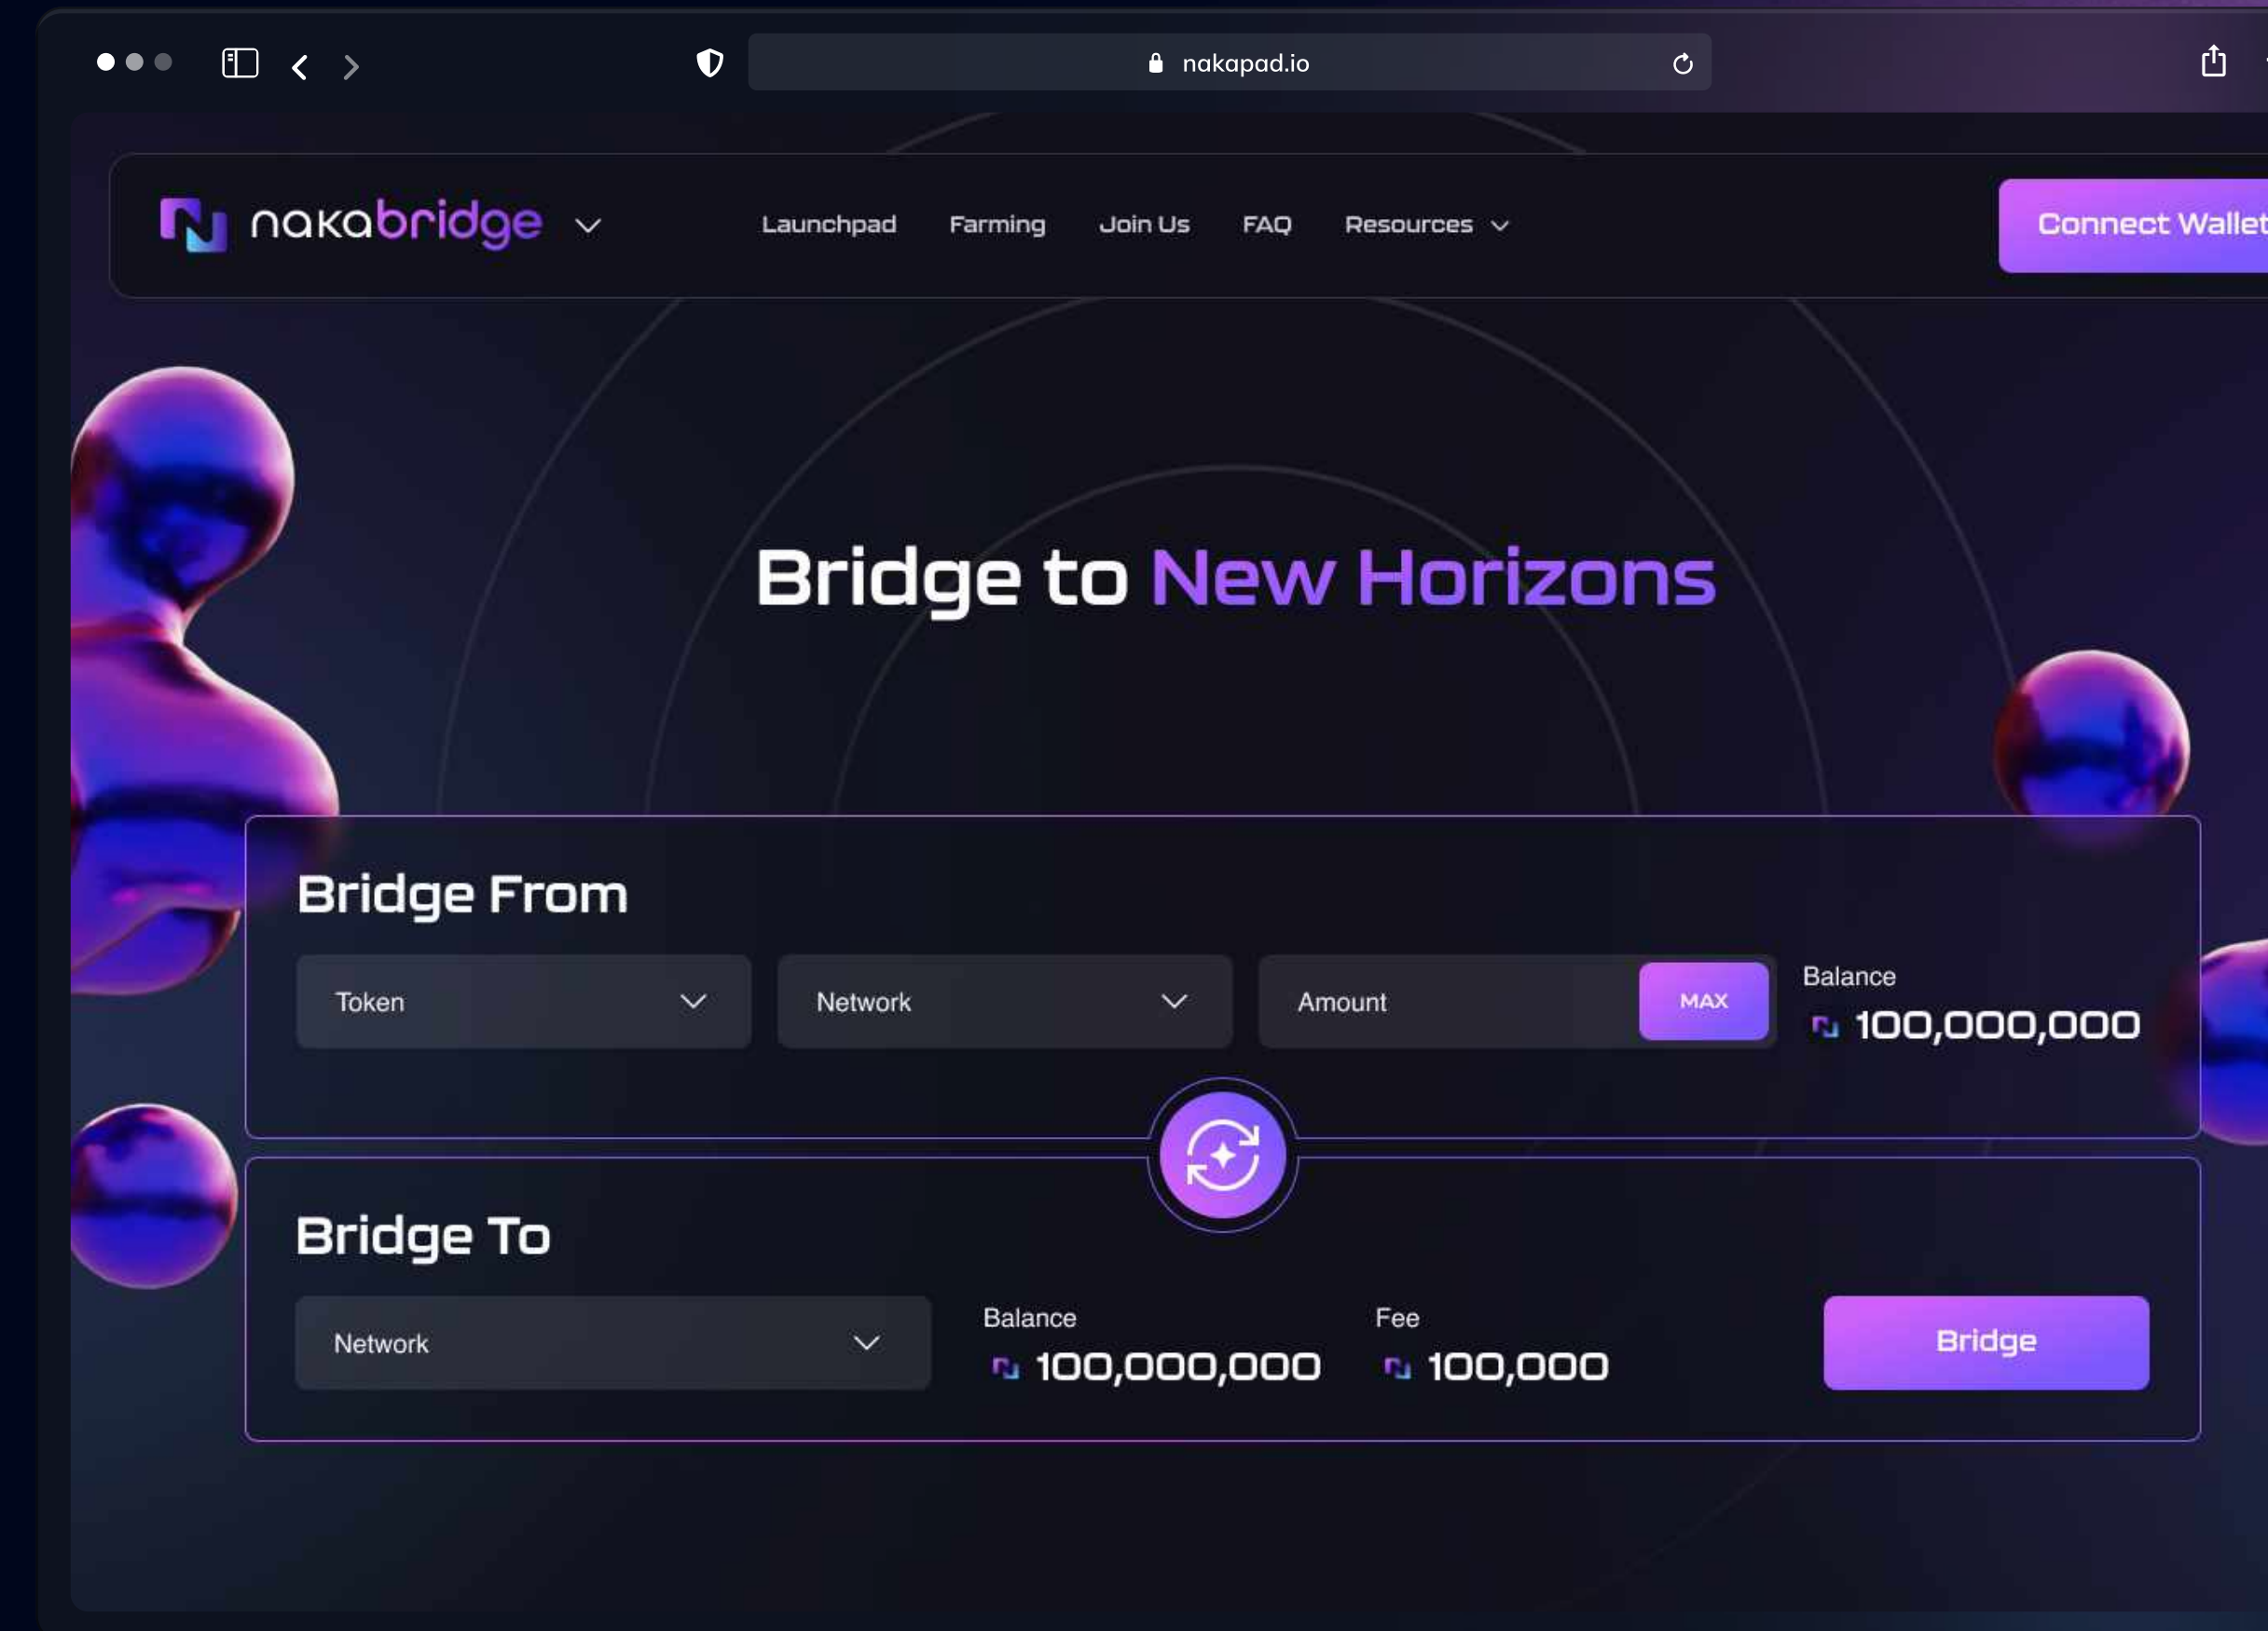 nakapad.io
nakabridge
Launchpad Farming Join Us FAQ Resources
Connect Wallet
Bridge to New Horizons
Bridge From
Token
Network
Amount
MAX
Balance
100,000,000
Bridge To
Network
Balance
100,000,000
Fee
100,000
Bridge